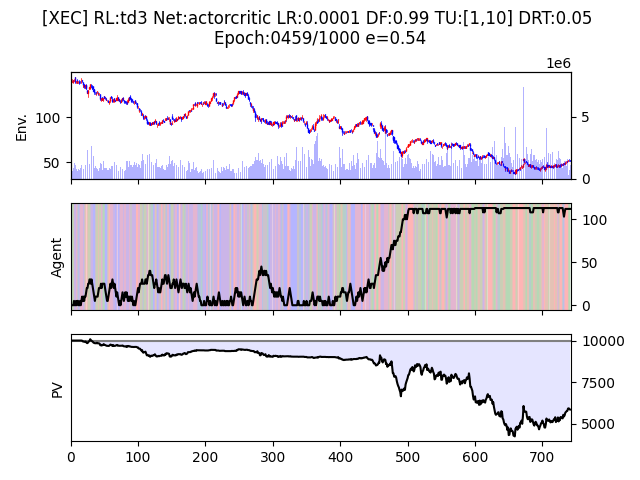 [XEC] RL:td3 Net:actorcritic LR:0.0001 DF:0.99 TU:[1,10] DRT:0.05
Epoch:0459/1000 e=0.54
1e6
Env.
100
50
5
0
Agent
100
50
0
PV
10000
7500
5000
0 100 200 300 400 500 600 700